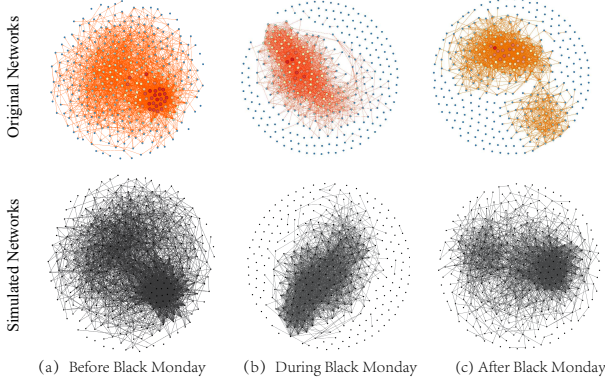 Original Networks
Simulated Networks
(a) Before Black Monday
(b) During Black Monday
(c) After Black Monday